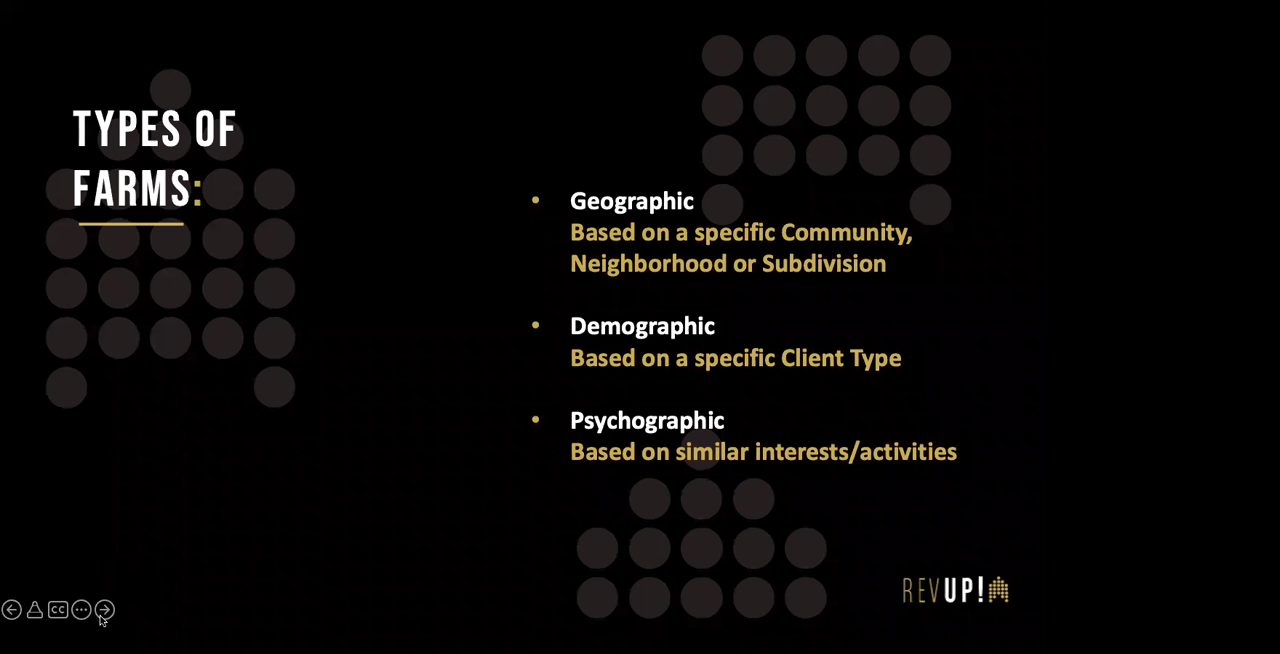 TYPES OF
FARMS:
• Geographic
Based on a specific Community,
Neighborhood or Subdivision
• Demographic
Based on a specific Client Type
• Psychographic
Based on similar interests/activities
REVUP!
CC